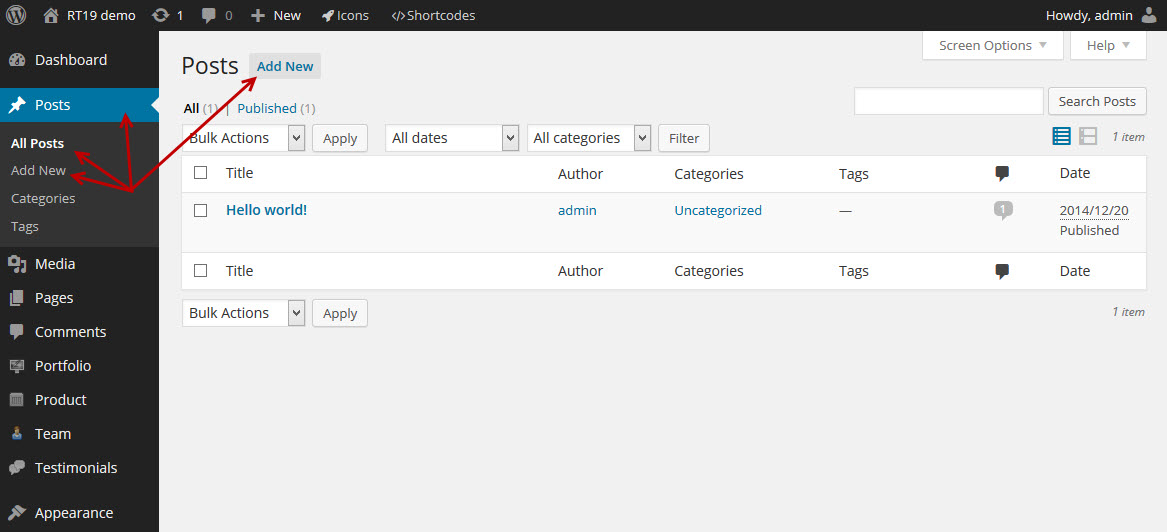 RT19 demo 1 0 New Icons </>Shortcodes Howdy, admin
Dashboard
Posts
All Posts
Add New
Categories
Tags
Media
Pages
Comments
Portfolio
Product
Team
Testimonials
Appearance
Screen Options Help
Posts Add New
All (1) | Published (1)
Search Posts
Bulk Actions Apply All dates All categories Filter 1 item
Title Author Categories Tags Date
Hello world! admin Uncategorized — 1 2014/12/20
Published
Title Author Categories Tags Date
Bulk Actions Apply 1 item